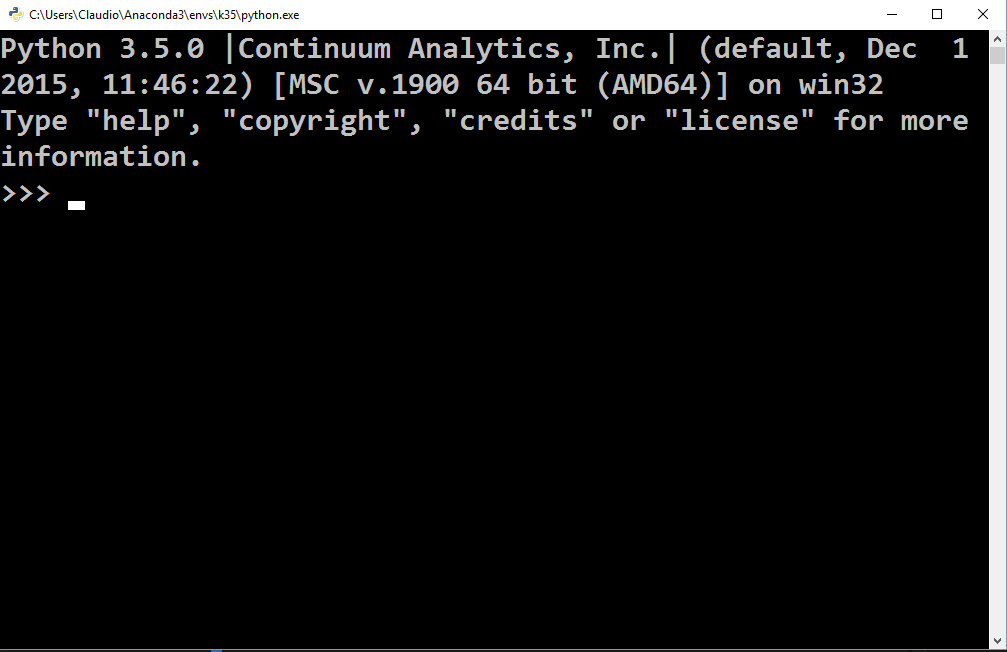 C:\Users\Claudio\Anaconda3\envs\k35\python.exe
Python 3.5.0 |Continuum Analytics, Inc.| (default, Dec  1
2015, 11:46:22) [MSC v.1900 64 bit (AMD64)] on win32
Type "help", "copyright", "credits" or "license" for more
information.
>>>